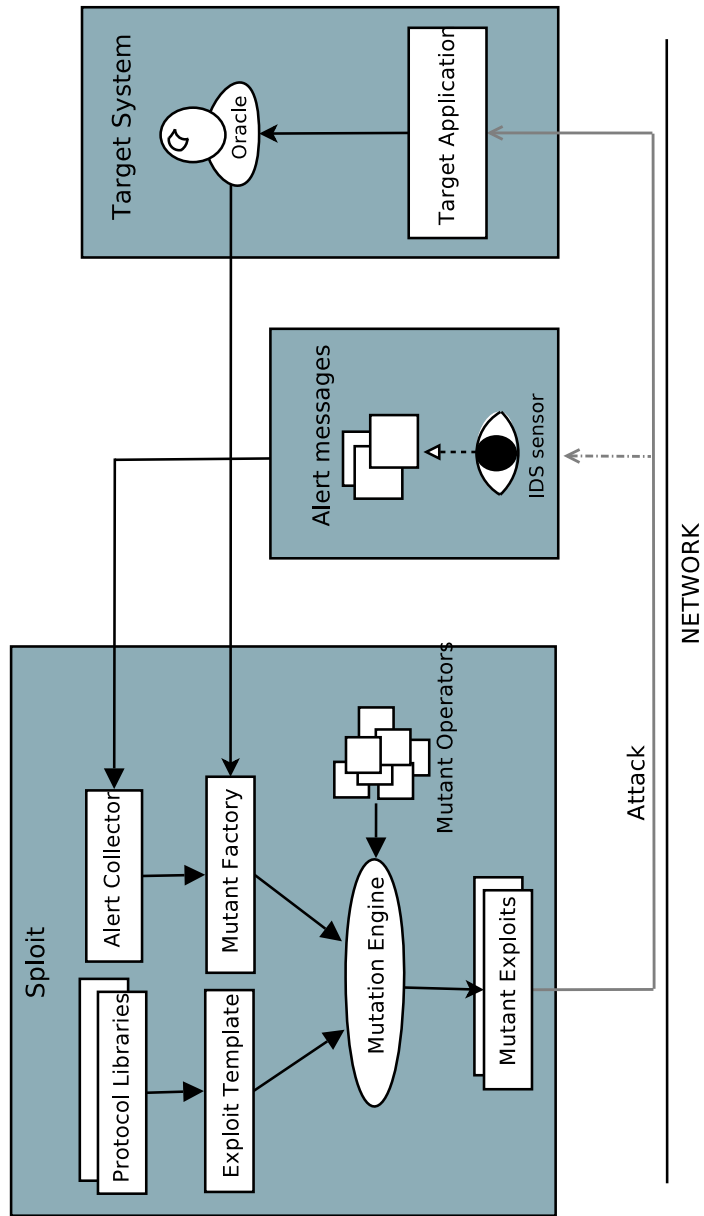 Sploit
Protocol Libraries
Alert Collector
Exploit Template
Mutant Factory
Mutation Engine
Mutant Operators
Mutant Exploits
Alert messages
IDS sensor
Target System
Oracle
Target Application
Attack
NETWORK